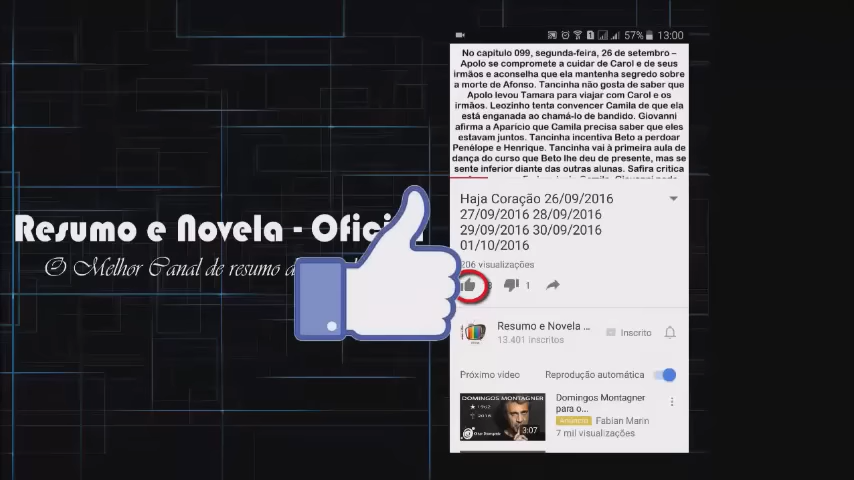 57% 13:00
No capitulo 099, segunda-feira, 26 de setembro –
Apolo se compromete a cuidar de Carol e de seus
irmãos e aconselha que ela mantenha segredo sobre
a morte de Afonso. Tancinha não gosta de saber que
Apolo levou Tamara para viajar com Carol e os
irmãos. Leozinho tenta convencer Camila de que ela
está enganada ao chamá-lo de bandido. Giovanni
afirma a Aparício que Camila precisa saber que eles
estavam juntos. Tancinha incentiva Beto a perdoar
Penélope e Henrique. Tancinha vai à primeira aula de
dança do curso que Beto lhe deu de presente, mas se
sente inferior diante das outras alunas. Safira critica
Haja Coração 26/09/2016
27/09/2016 28/09/2016
29/09/2016 30/09/2016
01/10/2016
206 visualizações
1
Resumo e Novela - Ofici
O Melhor Canal de resumo d
Resumo e Novela ...
Inscrito
13.401 inscritos
Próximo vídeo
Reprodução automática
DOMINGOS MONTAGNER
3:07
Domingos Montagner
para o...
Anúncio Fabian Marin
7 mil visualizações